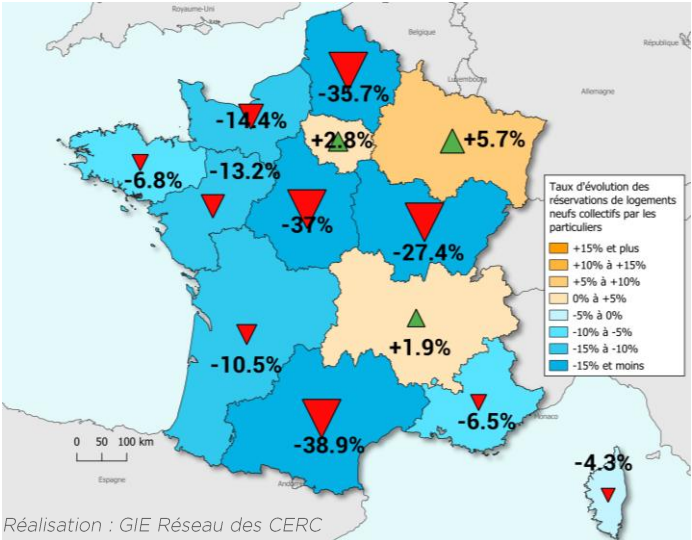 Royaume-Uni
Belgique
République
Luxembourg
Allemagne
-35.7%
-14.4%
+2.8%
+5.7%
-6.8%
-13.2%
-37%
-27.4%
Taux d'évolution des
réservations de logements
neufs collectifs par les
particuliers
+15% et plus
+10% à +15%
+5% à +10%
0% à +5%
-5% à 0%
-10% à -5%
-15% à -10%
-15% et moins
+1.9%
-10.5%
-6.5%
Monaco
-38.9%
0 50 100 km
-4.3%
Espagne
Réalisation : GIE Réseau des CERC